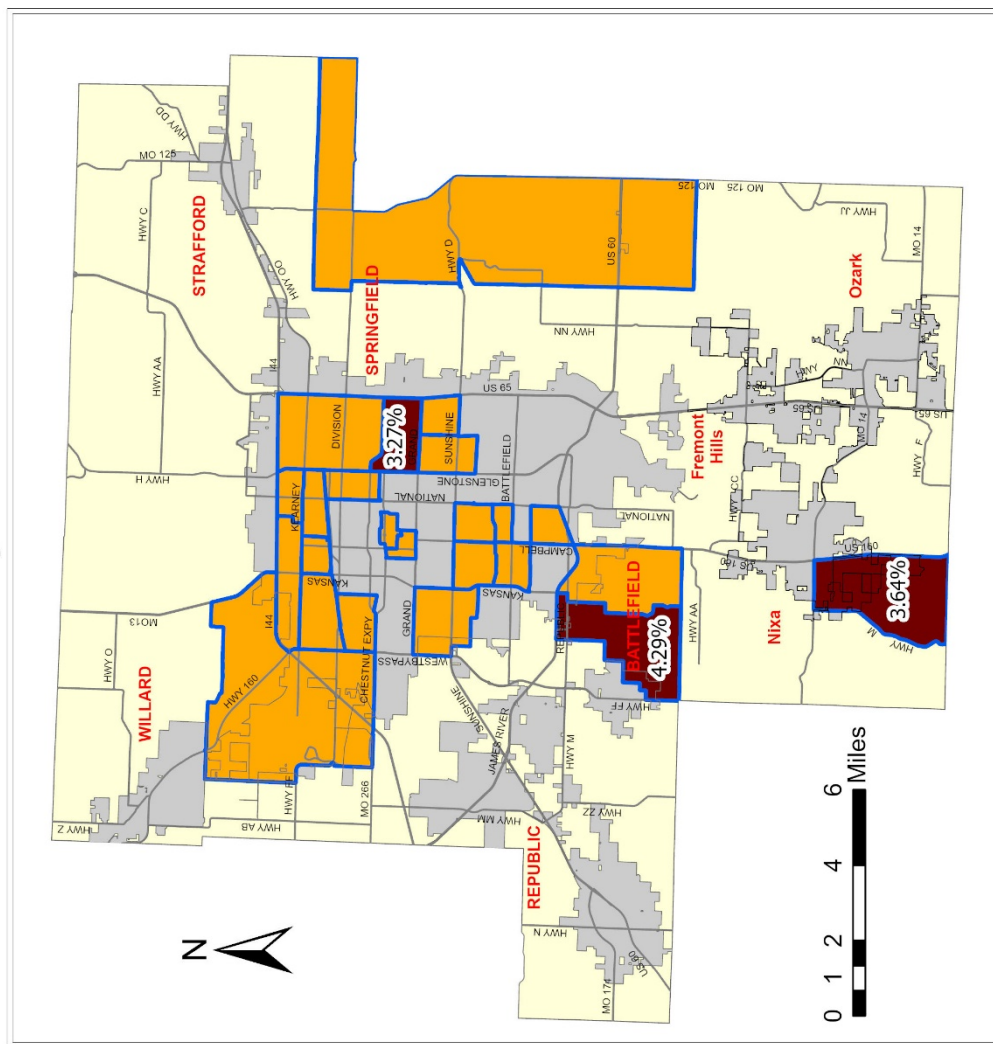 HWY DD
MO 125
HWY C
STRAFFORD
HWY OO
HWY AA
I44
SPRINGFIELD
HWY D
US 60
MO 125
MO 125
HWY JJ
MO 14
HWY NN
Ozark
US 65
HWY H
DIVISION
3.27%
SUNSHINE
GLENSTONE
BATTLEFIELD
NATIONAL
KEARNEY
KANSAS
CAMPBELL
NATIONAL
Fremont
Hills
HWY CC
HWY
NN
US 65
MO 14
US 65
HWY F
MO13
HWY O
WILLARD
I44
HWY 160
CHESTNUT EXPY
GRAND
WESTBYPASS
KANSAS
BATTLEFIELD
4.29%
HWY AA
US 160
US 160
Nixa
3.64%
HWY M
HWY Z
HWY AB
HWY FF
MO 266
SUNSHINE
JAMES RIVER
HWY MM
HWY M
HWY FF
HWY ZZ
REPUBLIC
HWY N
US 60
MO 174
N
0 1 2 4 6
Miles